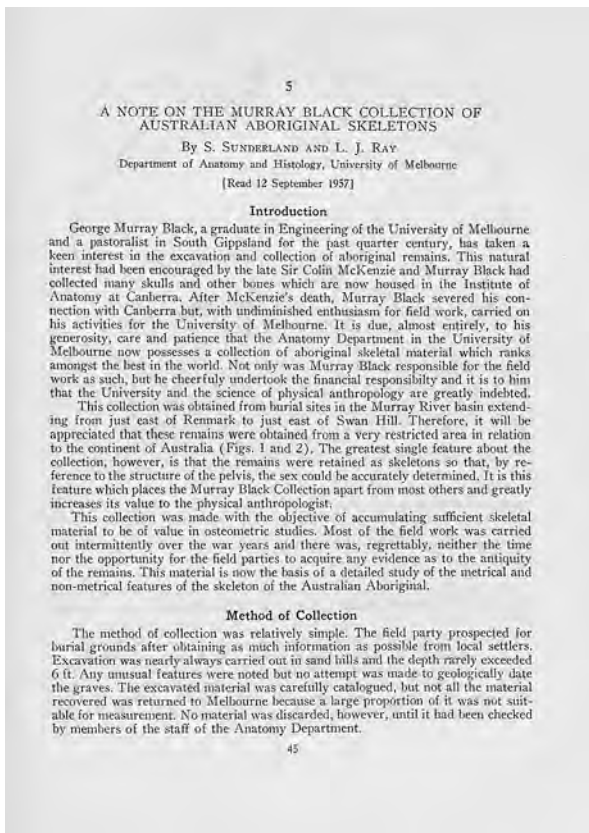 5
A NOTE ON THE MURRAY BLACK COLLECTION OF
AUSTRALIAN ABORIGINAL SKELETONS
By S. SUNDERLAND AND L. J. RAY
Department of Anatomy and Histology, University of Melbourne
[Read 12 September 1957]
Introduction
George Murray Black, a graduate in Engineering of the University of Melbourne
and a pastoralist in South Gippsland for the past quarter century, has taken a
keen interest in the excavation and collection of aboriginal remains. This natural
interest had been encouraged by the late Sir Colin McKenzie and Murray Black had
collected many skulls and other bones which are now housed in the Institute of
Anatomy at Canberra. After McKenzie's death, Murray Black severed his con-
nection with Canberra but, with undiminished enthusiasm for field work, carried on
his activities for the University of Melbourne. It is due, almost entirely, to his
generosity, care and patience that the Anatomy Department in the University of
Melbourne now possesses a collection of aboriginal skeletal material which ranks
amongst the best in the world. Not only was Murray Black responsible for the field
work as such, but he cheerfuly undertook the financial responsibilty and it is to him
that the University and the science of physical anthropology are greatly indebted.
This collection was obtained from burial sites in the Murray River basin extend-
ing from just east of Renmark to just east of Swan Hill. Therefore, it will be
appreciated that these remains were obtained from a very restricted area in relation
to the continent of Australia (Figs. 1 and 2). The greatest single feature about the
collection, however, is that the remains were retained as skeletons so that, by re-
ference to the structure of the pelvis, the sex could be accurately determined. It is this
feature which places the Murray Black Collection apart from most others and greatly
increases its value to the physical anthropologist.
This collection was made with the objective of accumulating sufficient skeletal
material to be of value in osteometric studies. Most of the field work was carried
out intermittently over the war years and there was, regrettably, neither the time
nor the opportunity for the field parties to acquire any evidence as to the antiquity
of the remains. This material is now the basis of a detailed study of the metrical and
non-metrical features of the skeleton of the Australian Aboriginal.
Method of Collection
The method of collection was relatively simple. The field party prospected for
burial grounds after obtaining as much information as possible from local settlers.
Excavation was nearly always carried out in sand hills and the depth rarely exceeded
6 ft. Any unusual features were noted but no attempt was made to geologically date
the graves. The excavated material was carefully catalogued, but not all the material
recovered was returned to Melbourne because a large proportion of it was not suit-
able for measurement. No material was discarded, however, until it had been checked
by members of the staff of the Anatomy Department.
45